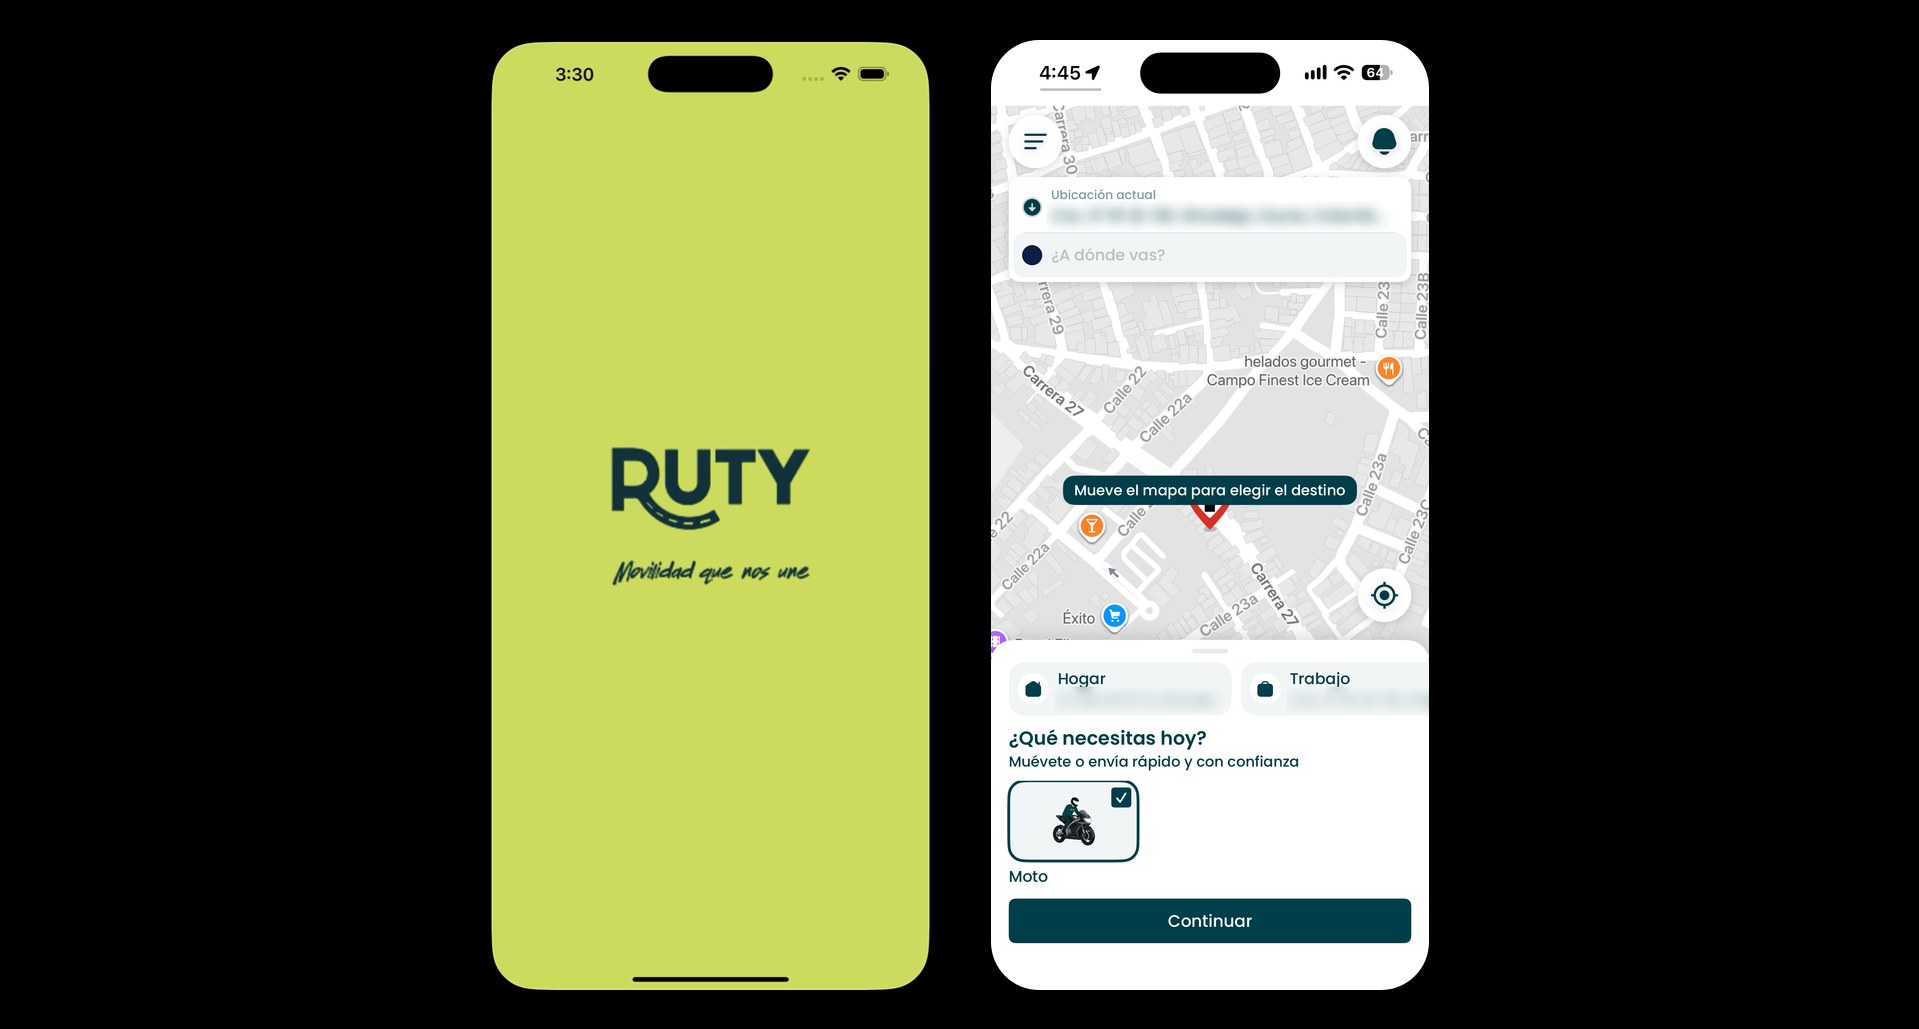 3:30
RUTY
Movilidad que nos une
4:45
64
Carrera 30
Ubicación actual
¿A dónde vas?
Calle 23
Calle 23B
helados gourmet -
Campo Finest Ice Cream
Carrera 27
Calle 22
Calle 22a
Calle 23a
Mueve el mapa para elegir el destino
Calle 23C
Calle 22a
Carrera 27
Calle 23a
Éxito
Hogar
Trabajo
¿Qué necesitas hoy?
Muévete o envía rápido y con confianza
Moto
Continuar